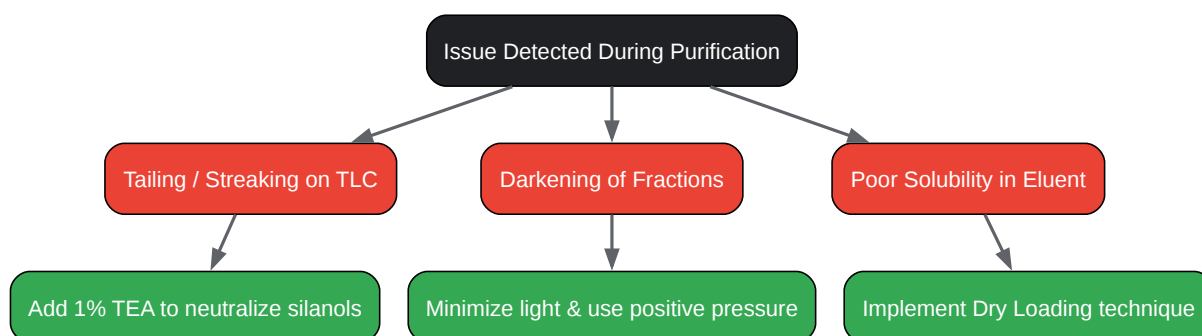 Issue Detected During Purification
Tailing / Streaking on TLC
Darkening of Fractions
Poor Solubility in Eluent
Add 1% TEA to neutralize silanols
Minimize light & use positive pressure
Implement Dry Loading technique